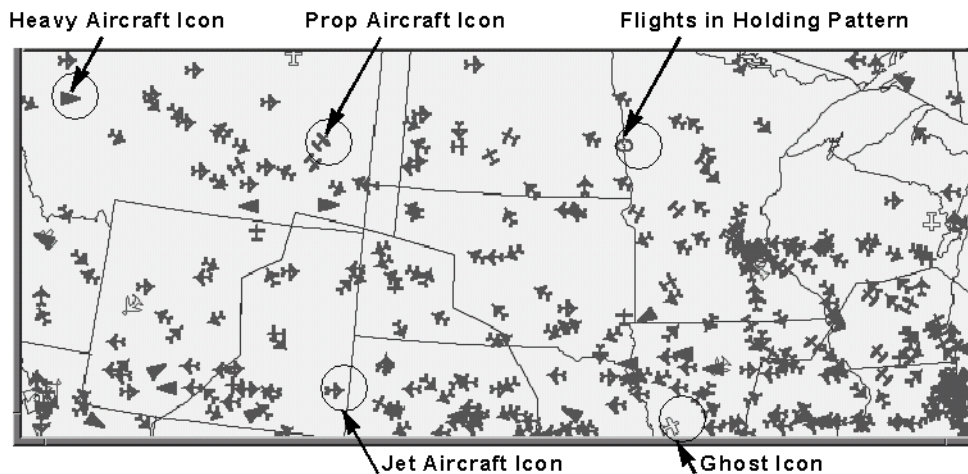 Heavy Aircraft Icon
Prop Aircraft Icon
Flights in Holding Pattern
Jet Aircraft Icon
Ghost Icon